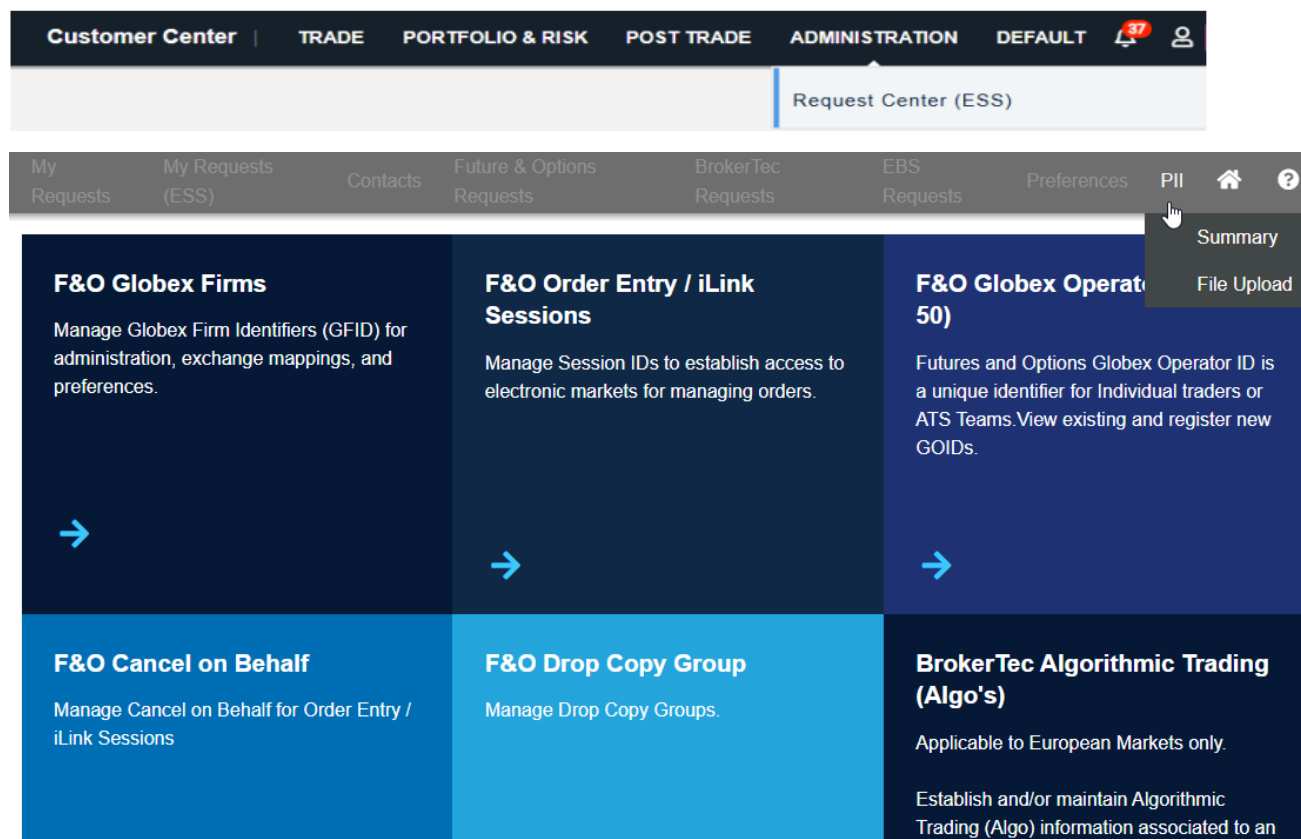 Customer Center | TRADE PORTFOLIO & RISK POST TRADE ADMINISTRATION DEFAULT 37
Request Center (ESS)
My Requests
My Requests (ESS)
Contacts
Future & Options Requests
BrokerTec Requests
EBS Requests
Preferences
PII
?
Summary
File Upload
F&O Globex Firms
Manage Globex Firm Identifiers (GFID) for
administration, exchange mappings, and
preferences.
F&O Order Entry / iLink
Sessions
Manage Session IDs to establish access to
electronic markets for managing orders.
F&O Globex Operat
50)
Futures and Options Globex Operator ID is
a unique identifier for Individual traders or
ATS Teams.View existing and register new
GOIDs.
F&O Cancel on Behalf
Manage Cancel on Behalf for Order Entry /
iLink Sessions
F&O Drop Copy Group
Manage Drop Copy Groups.
BrokerTec Algorithmic Trading
(Algo's)
Applicable to European Markets only.
Establish and/or maintain Algorithmic
Trading (Algo) information associated to an